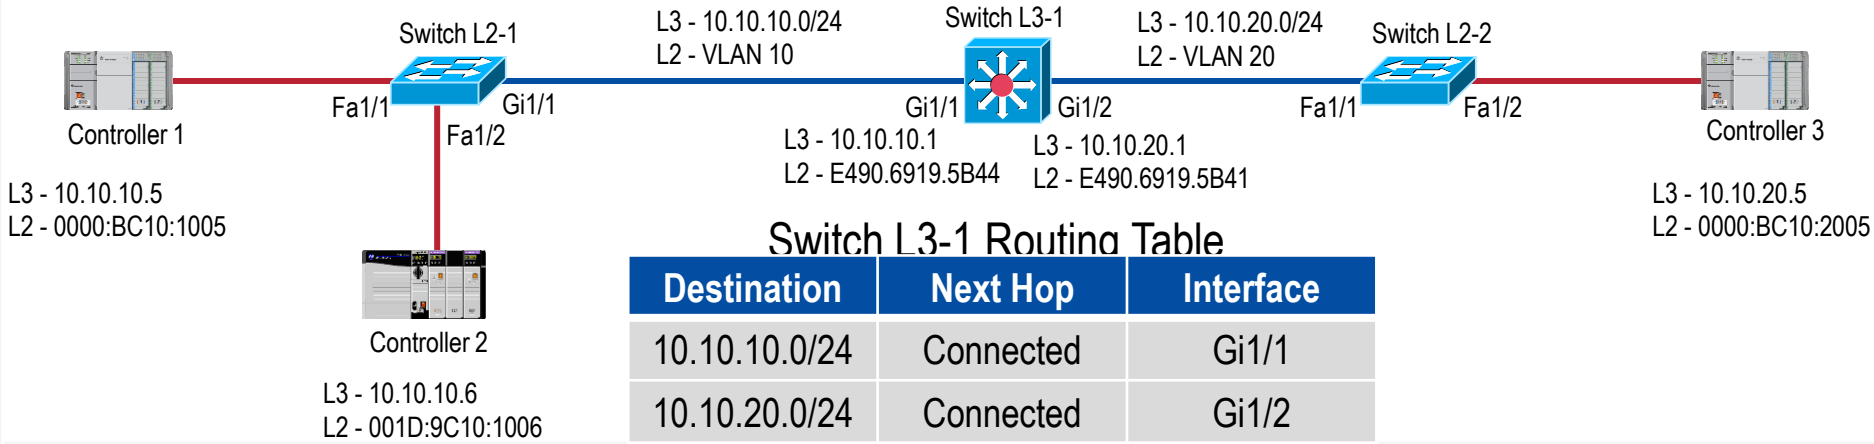 Switch L2-1
L3 - 10.10.10.0/24
L2 - VLAN 10
Switch L3-1
L3 - 10.10.20.0/24
L2 - VLAN 20
Switch L2-2
Fa1/1
Gi1/1
Fa1/2
Gi1/1
Gi1/2
Fa1/1
Fa1/2
Controller 1
L3 - 10.10.10.5
L2 - 0000:BC10:1005
L3 - 10.10.10.1
L2 - E490.6919.5B44
L3 - 10.10.20.1
L2 - E490.6919.5B41
Controller 3
L3 - 10.10.20.5
L2 - 0000:BC10:2005
Controller 2
L3 - 10.10.10.6
L2 - 001D:9C10:1006
Switch L3-1 Routing Table
Destination Next Hop Interface
10.10.10.0/24 Connected Gi1/1
10.10.20.0/24 Connected Gi1/2